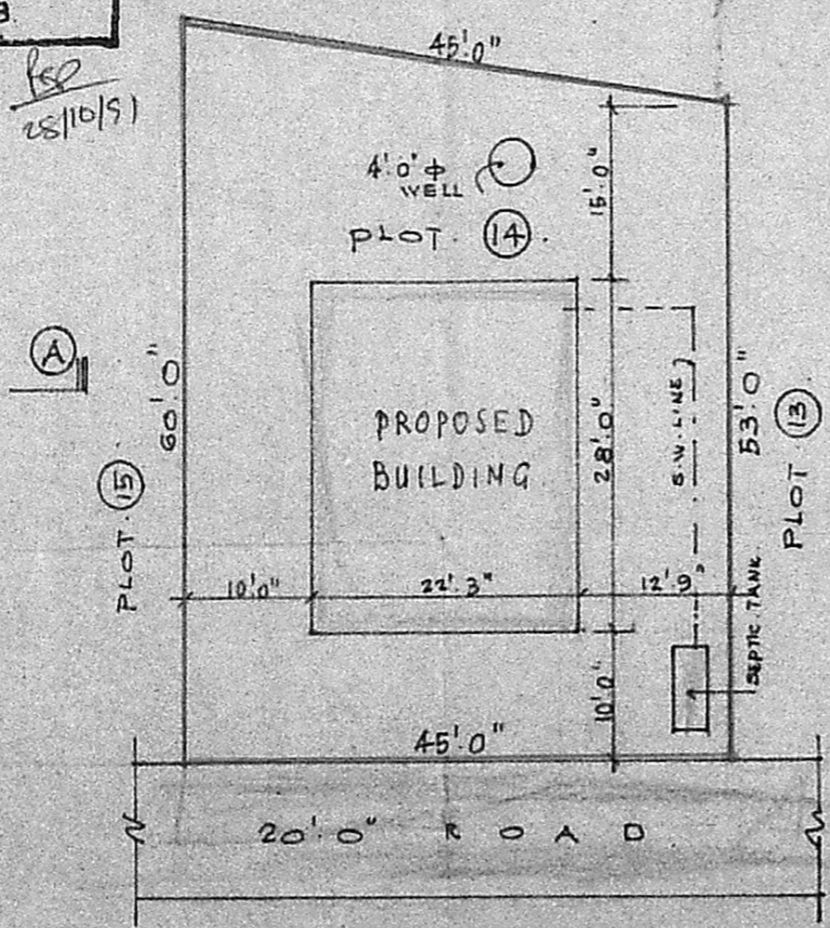 28/10/91
45'.0"
4'.0" φ
WELL
15'.0"
PLOT. 14.
A
60'.0"
PLOT. 15.
PROPOSED
BUILDING
28'.0"
S.W. LINE
53'.0"
PLOT 13.
10'.0"
22'.3"
12'.9"
SEPTIC. TANK.
10'.0"
45'.0"
20'.0" ROAD